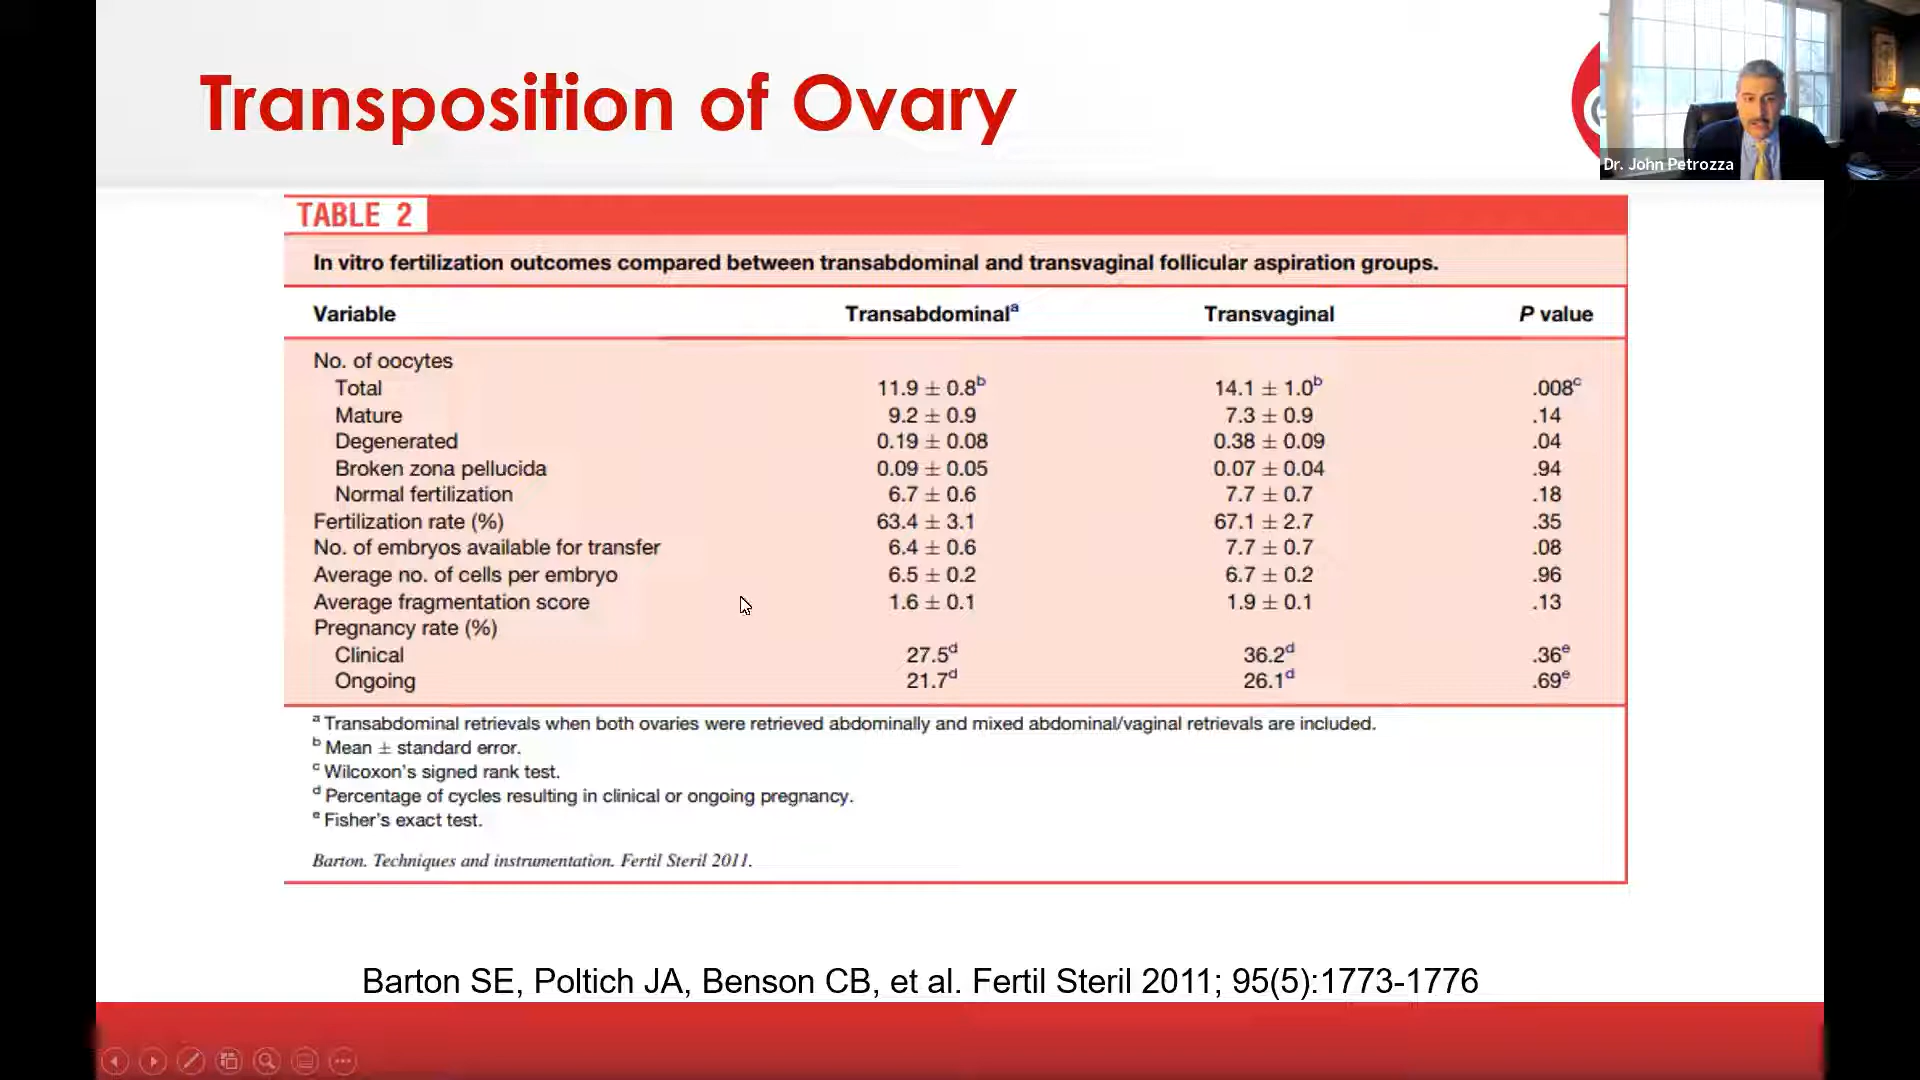 Transposition of Ovary
Dr. John Petrozza
TABLE 2
In vitro fertilization outcomes compared between transabdominal and transvaginal follicular aspiration groups.
Variable Transabdominalᵃ Transvaginal P value
No. of oocytes
Total 11.9 ± 0.8ᵇ 14.1 ± 1.0ᵇ .008ᶜ
Mature 9.2 ± 0.9 7.3 ± 0.9 .14
Degenerated 0.19 ± 0.08 0.38 ± 0.09 .04
Broken zona pellucida 0.09 ± 0.05 0.07 ± 0.04 .94
Normal fertilization 6.7 ± 0.6 7.7 ± 0.7 .18
Fertilization rate (%) 63.4 ± 3.1 67.1 ± 2.7 .35
No. of embryos available for transfer 6.4 ± 0.6 7.7 ± 0.7 .08
Average no. of cells per embryo 6.5 ± 0.2 6.7 ± 0.2 .96
Average fragmentation score 1.6 ± 0.1 1.9 ± 0.1 .13
Pregnancy rate (%)
Clinical 27.5ᵈ 36.2ᵈ .36ᵉ
Ongoing 21.7ᵈ 26.1ᵈ .69ᵉ
ᵃ Transabdominal retrievals when both ovaries were retrieved abdominally and mixed abdominal/vaginal retrievals are included.
ᵇ Mean ± standard error.
ᶜ Wilcoxon's signed rank test.
ᵈ Percentage of cycles resulting in clinical or ongoing pregnancy.
ᵉ Fisher's exact test.
Barton. Techniques and instrumentation. Fertil Steril 2011.
Barton SE, Poltich JA, Benson CB, et al. Fertil Steril 2011; 95(5):1773-1776